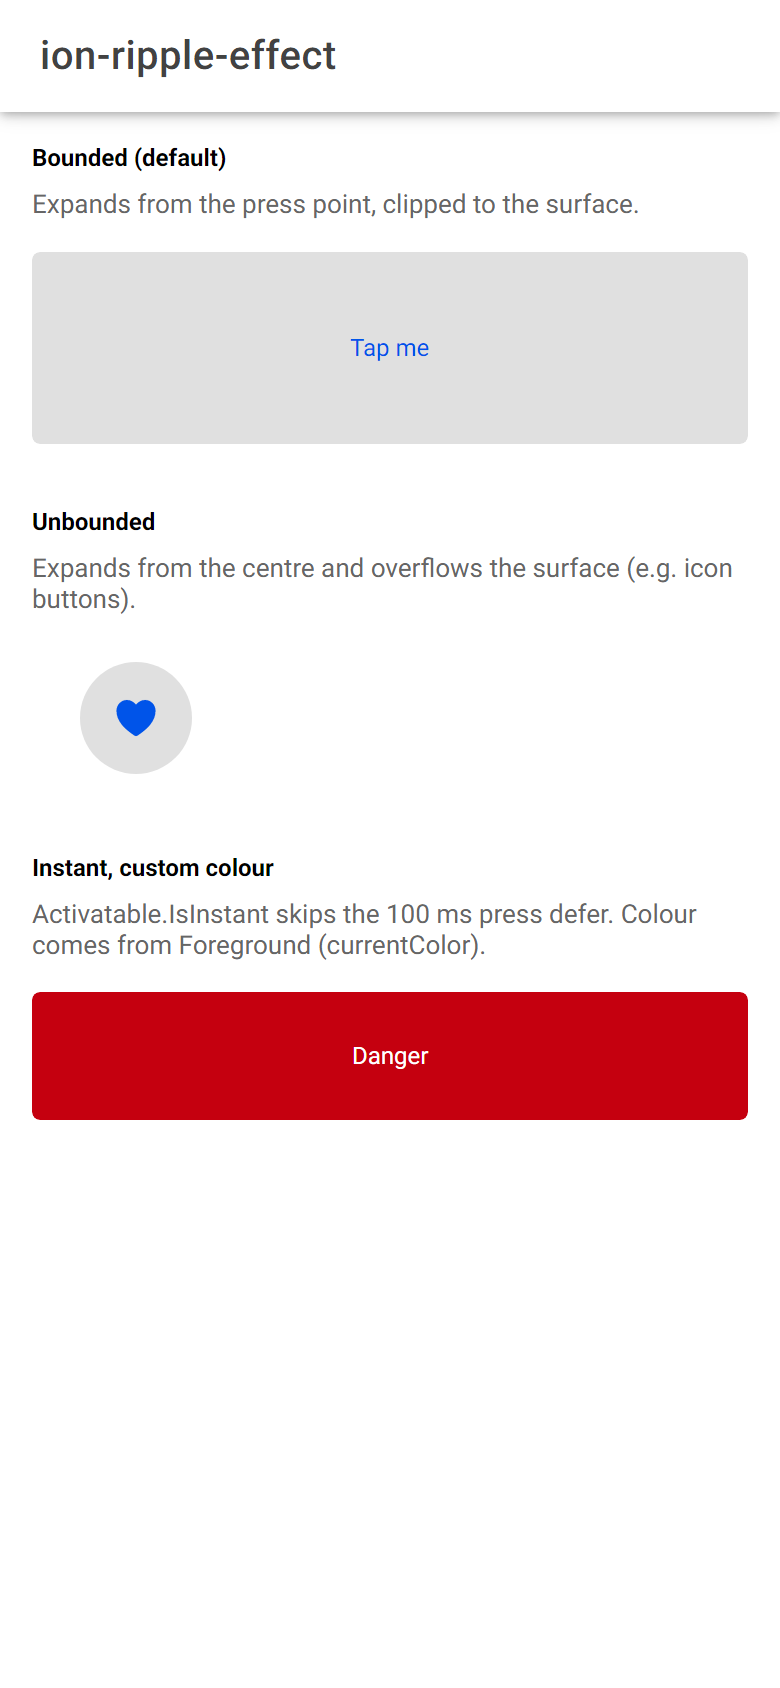 ion-ripple-effect
Bounded (default)
Expands from the press point, clipped to the surface.
Tap me
Unbounded
Expands from the centre and overflows the surface (e.g. icon
buttons).
Instant, custom colour
Activatable.IsInstant skips the 100 ms press defer. Colour
comes from Foreground (currentColor).
Danger